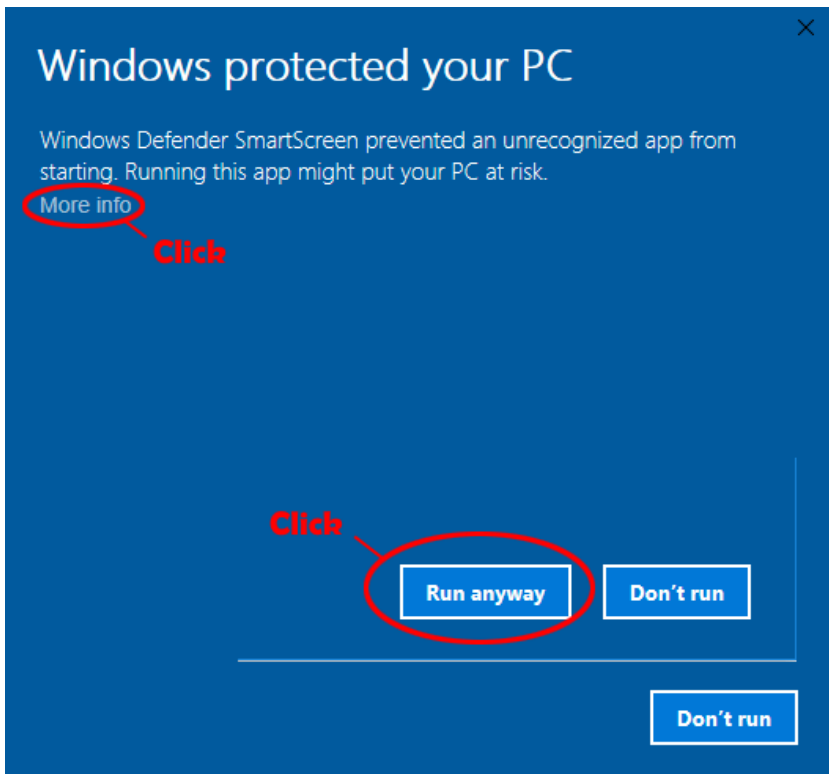 Windows protected your PC
Windows Defender SmartScreen prevented an unrecognized app from
starting. Running this app might put your PC at risk.
More info
Click
Click
Run anyway
Don't run
Don't run